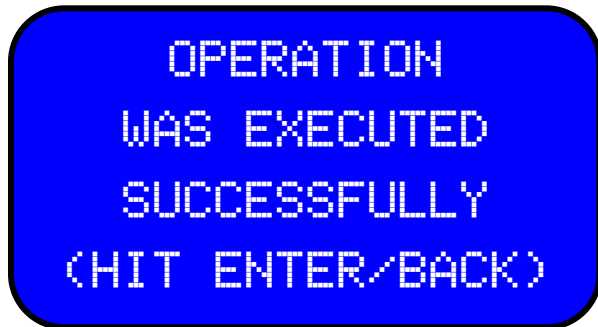 OPERATION
WAS EXECUTED
SUCCESSFULLY
(HIT ENTER/BACK)